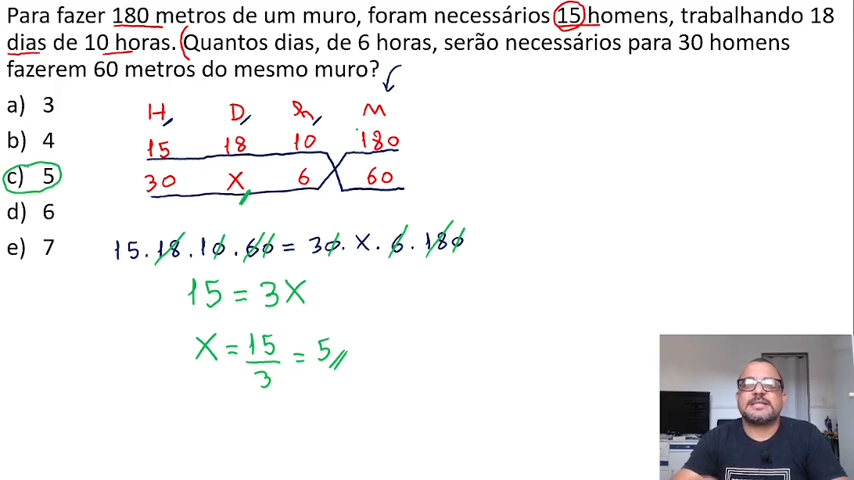 Para fazer 180 metros de um muro, foram necessários 15 homens, trabalhando 18
dias de 10 horas. Quantos dias, de 6 horas, serão necessários para 30 homens
fazerem 60 metros do mesmo muro?
a) 3
b) 4
c) 5
d) 6
e) 7
H D h M
15 18 10 180
30 X 6 60
15 . 18 . 10 . 60 = 30 . X . 6 . 180
15 = 3X
X = 15/3 = 5//